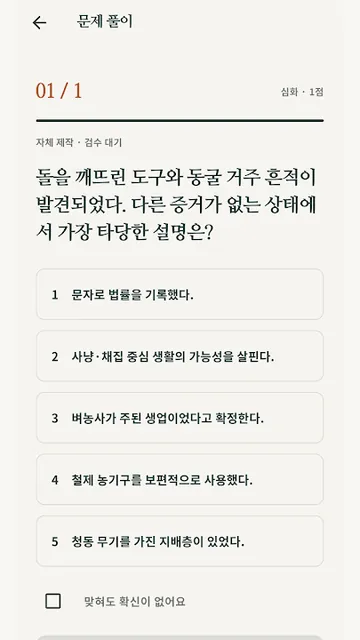 문제 풀이
01 / 1
심화 · 1점
자체 제작 · 검수 대기
돌을 깨뜨린 도구와 동굴 거주 흔적이
발견되었다. 다른 증거가 없는 상태에
서 가장 타당한 설명은?
1 문자로 법률을 기록했다.
2 사냥·채집 중심 생활의 가능성을 살핀다.
3 벼농사가 주된 생업이었다고 확정한다.
4 철제 농기구를 보편적으로 사용했다.
5 청동 무기를 가진 지배층이 있었다.
맞혀도 확신이 없어요